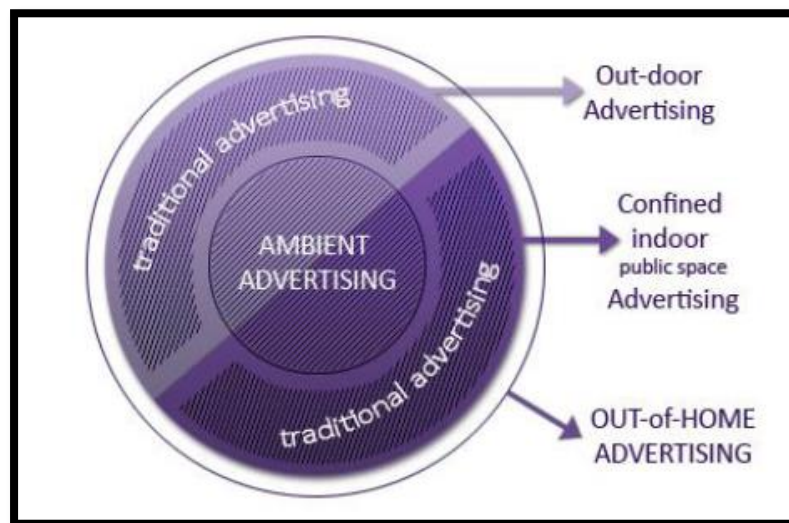 traditional advertising
AMBIENT
ADVERTISING
traditional advertising
Out-door
Advertising
Confined
indoor
public space
Advertising
OUT-of-HOME
ADVERTISING